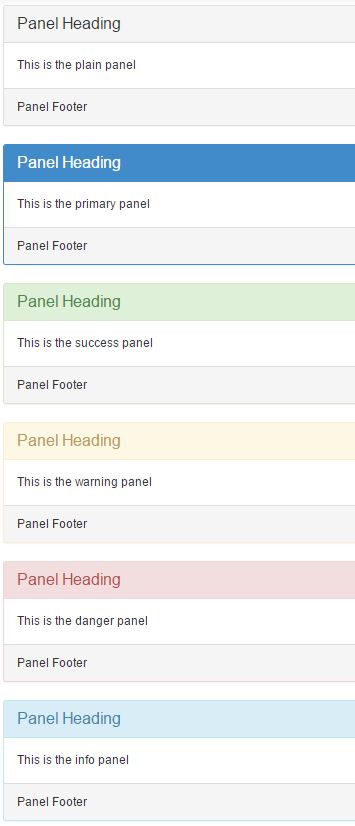 Panel Heading
This is the plain panel
Panel Footer
Panel Heading
This is the primary panel
Panel Footer
Panel Heading
This is the success panel
Panel Footer
Panel Heading
This is the warning panel
Panel Footer
Panel Heading
This is the danger panel
Panel Footer
Panel Heading
This is the info panel
Panel Footer